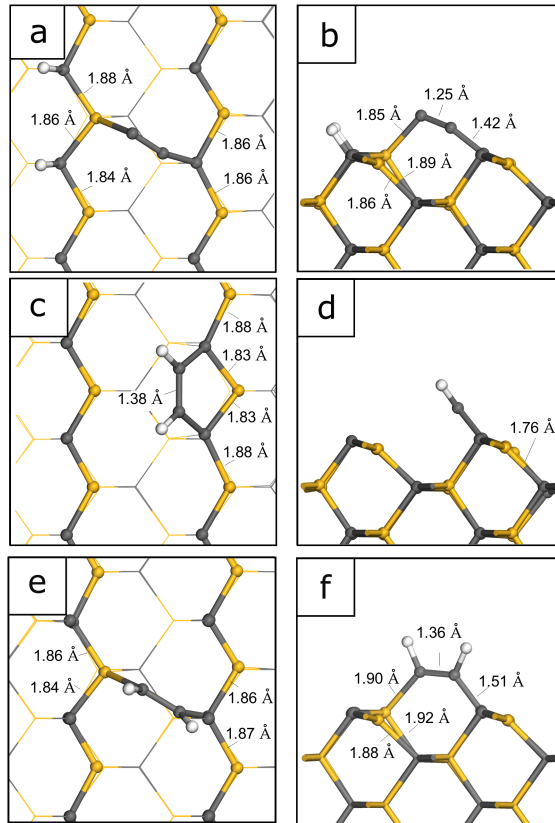 a
1.88 Å
1.86 Å
1.84 Å
1.86 Å
1.86 Å
b
1.25 Å
1.85 Å
1.42 Å
1.89 Å
1.86 Å
c
1.88 Å
1.83 Å
1.38 Å
1.83 Å
1.88 Å
d
1.76 Å
e
1.86 Å
1.84 Å
1.86 Å
1.87 Å
f
1.36 Å
1.90 Å
1.51 Å
1.92 Å
1.88 Å